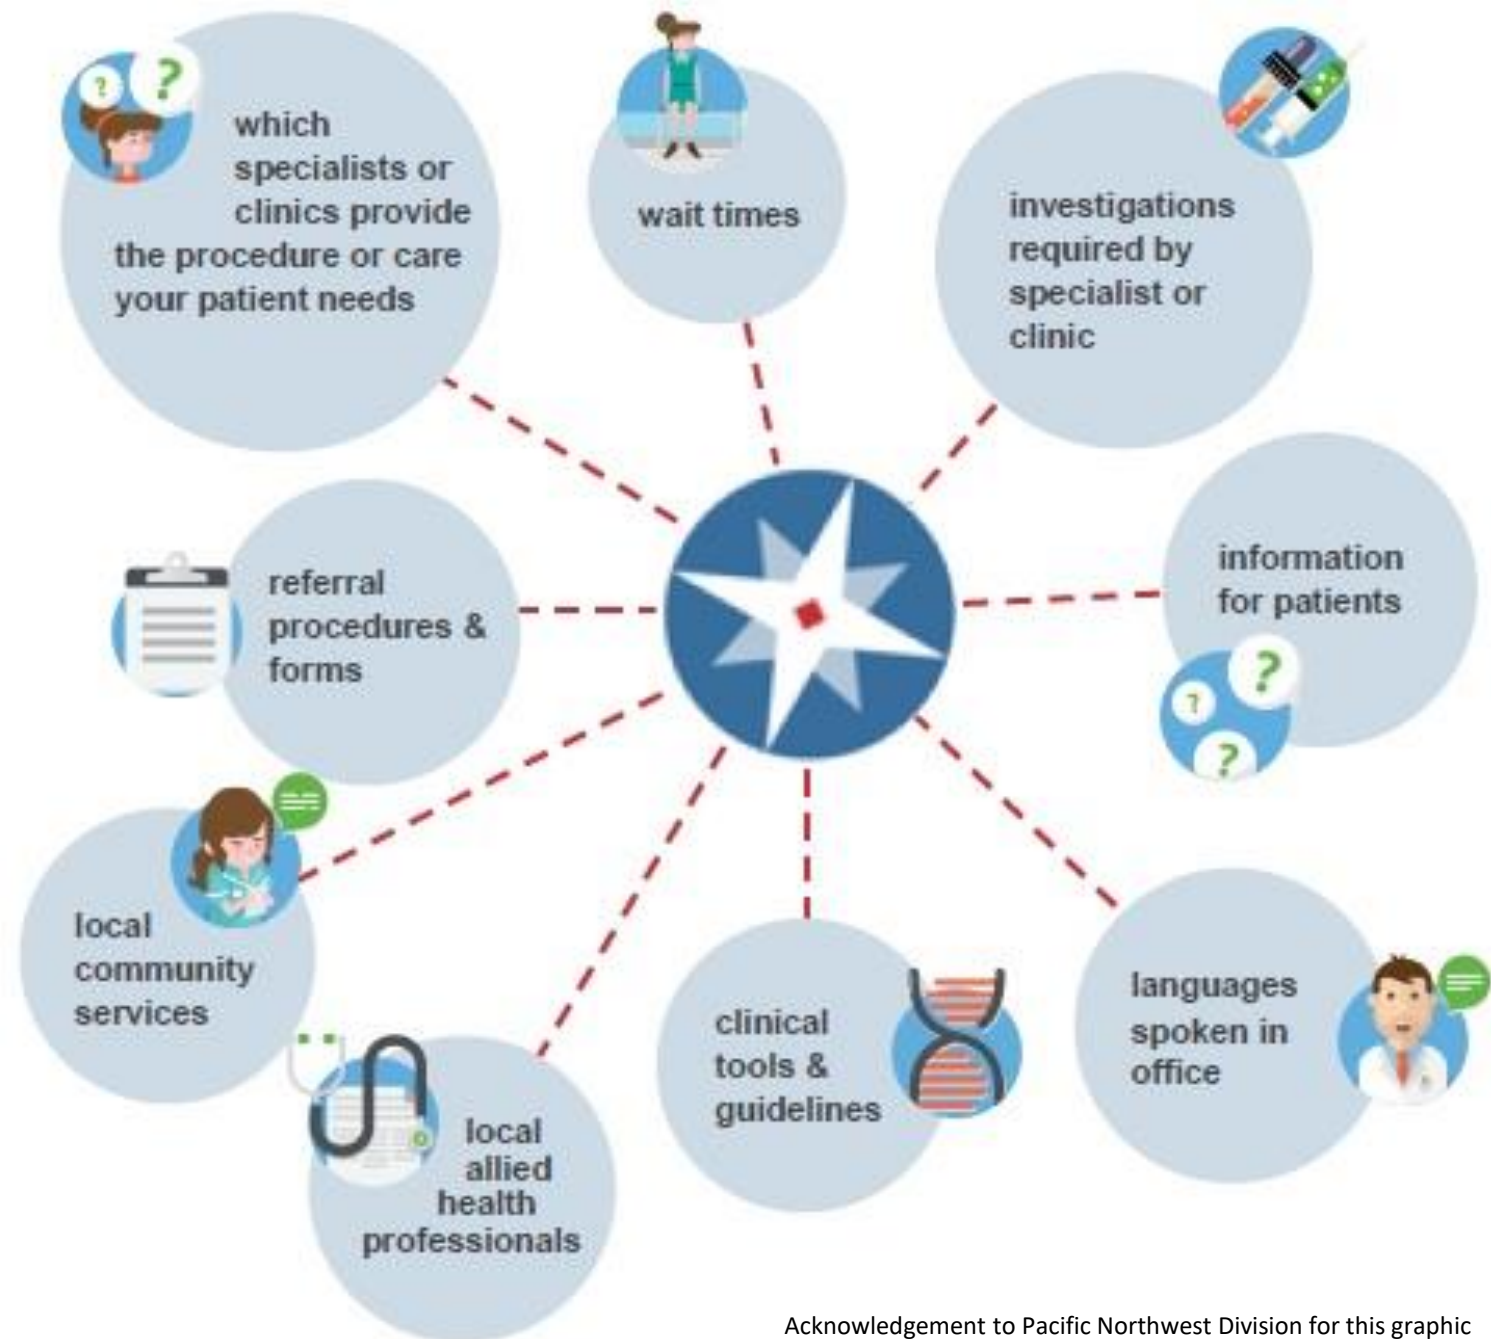 which
specialists or
clinics provide
the procedure or care
your patient needs
wait times
investigations
required by
specialist or
clinic
referral
procedures &
forms
information
for patients
local
community
services
local
allied
health
professionals
clinical
tools &
guidelines
languages
spoken in
office
Acknowledgement to Pacific Northwest Division for this graphic